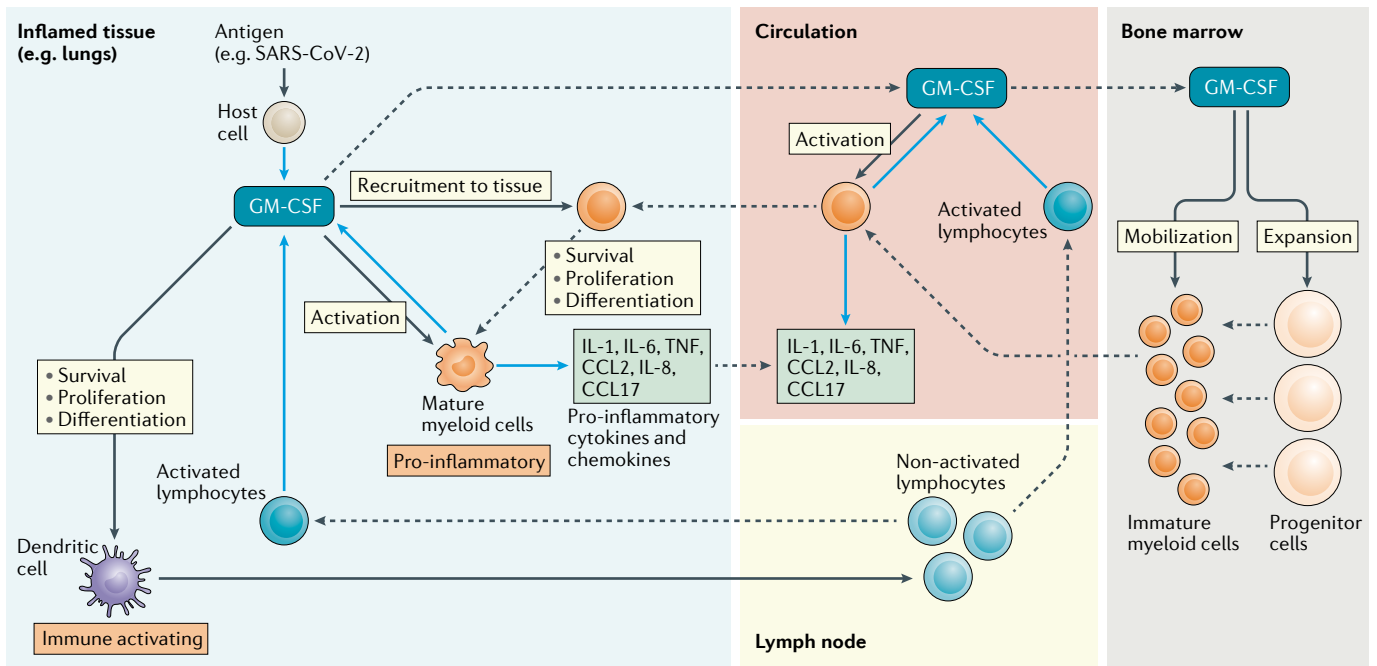 Inflamed tissue
(e.g. lungs)
Antigen
(e.g. SARS-CoV-2)
Host
cell
GM-CSF
Recruitment to tissue
• Survival
• Proliferation
• Differentiation
Activation
Mature
myeloid cells
Pro-inflammatory
IL-1, IL-6, TNF,
CCL2, IL-8,
CCL17
Pro-inflammatory
cytokines and
chemokines
• Survival
• Proliferation
• Differentiation
Activated
lymphocytes
Dendritic
cell
Immune activating
Circulation
GM-CSF
Activation
Activated
lymphocytes
IL-1, IL-6, TNF,
CCL2, IL-8,
CCL17
Non-activated
lymphocytes
Lymph node
Bone marrow
GM-CSF
Mobilization
Expansion
Immature
myeloid cells
Progenitor
cells